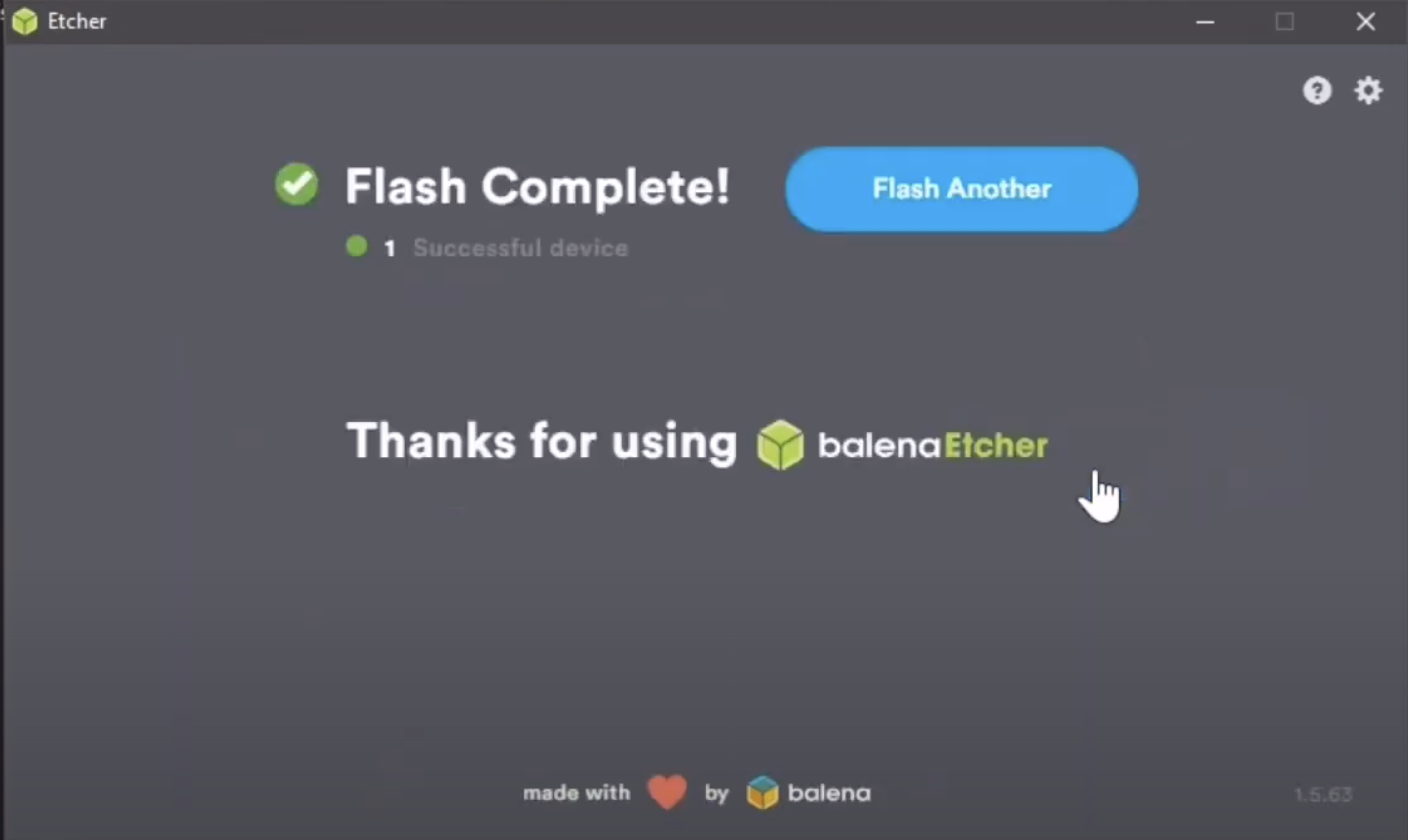 Etcher
Flash Complete!
Flash Another
1 Successful device
Thanks for using balenaEtcher
made with by balena
1.5.63